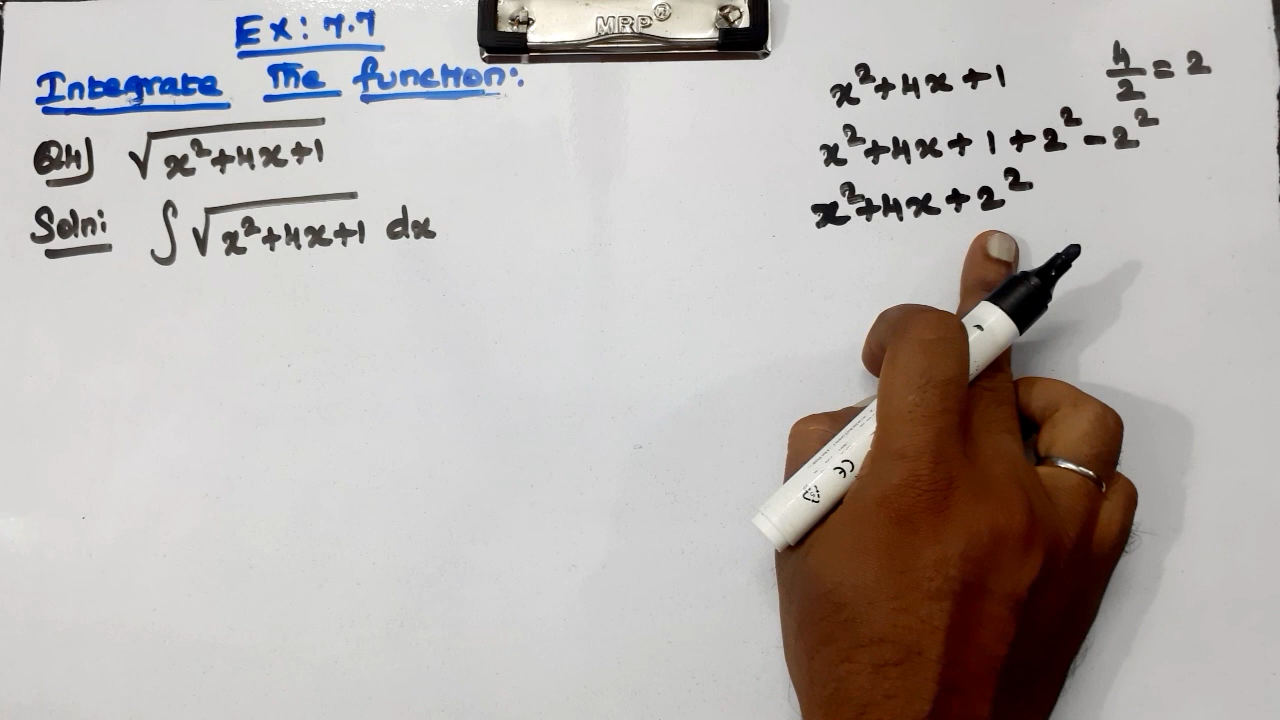 MRP®
Ex: 7.7
Integrate the function:
Q4) √x²+4x+1
Soln: ∫ √x²+4x+1 dx
x²+4x+1
4/2 = 2
x²+4x+1+2²-2²
x²+4x+2²
CE